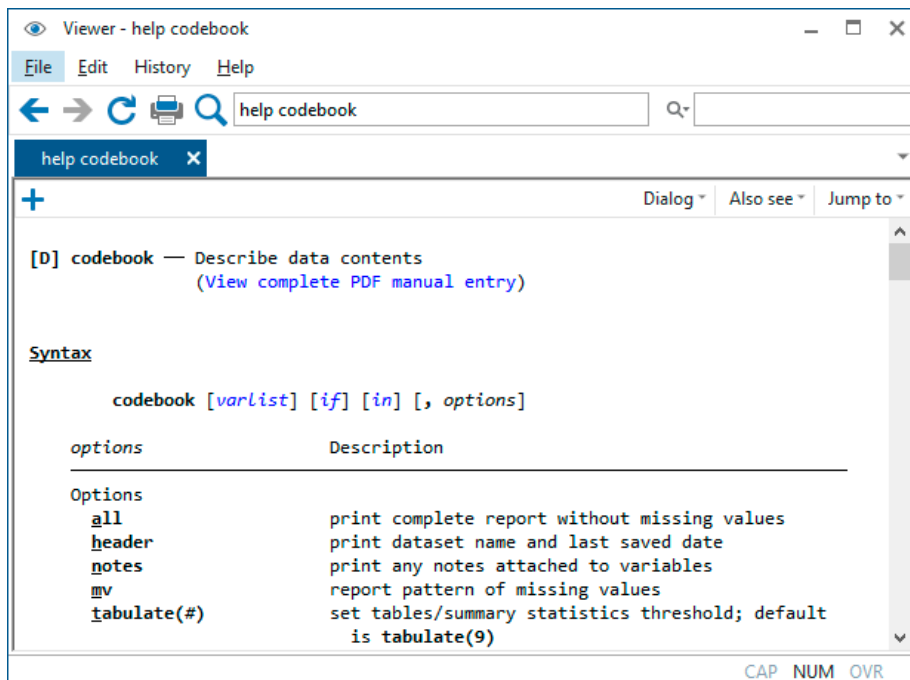 Viewer - help codebook
File Edit History Help
help codebook
help codebook
Dialog Also see Jump to
[D] codebook — Describe data contents
(View complete PDF manual entry)
Syntax
codebook [varlist] [if] [in] [, options]
options Description
Options
all print complete report without missing values
header print dataset name and last saved date
notes print any notes attached to variables
mv report pattern of missing values
tabulate(#) set tables/summary statistics threshold; default
is tabulate(9)
CAP NUM OVR